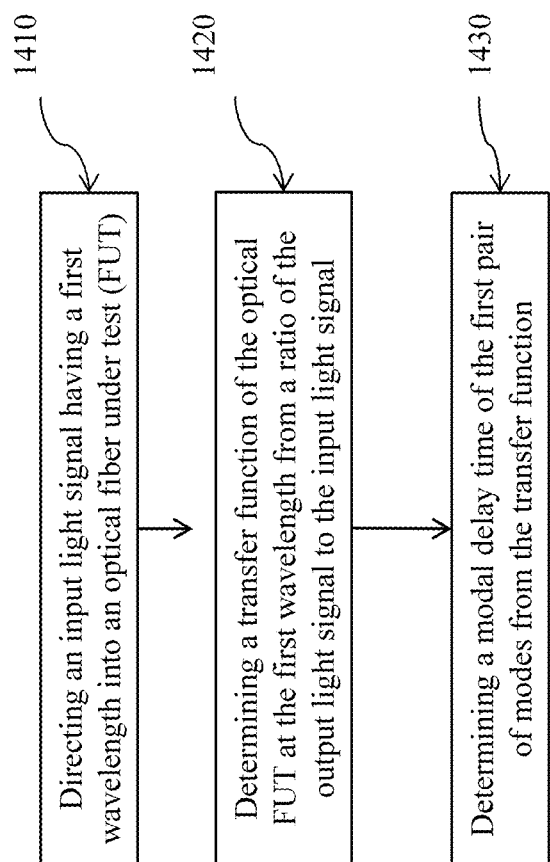 1410
Directing an input light signal having a first
wavelength into an optical fiber under test (FUT)
1420
Determining a transfer function of the optical
FUT at the first wavelength from a ratio of the
output light signal to the input light signal
1430
Determining a modal delay time of the first pair
of modes from the transfer function